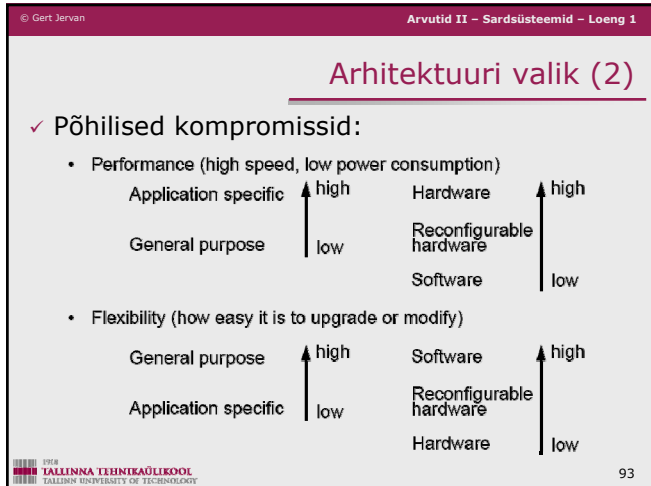 © Gert Jervan
Arvutid II – Sardsüsteemid – Loeng 1
Arhitektuuri valik (2)
✓ Põhilised kompromissid:
• Performance (high speed, low power consumption)
Application specific
high
General purpose
low
Hardware
high
Reconfigurable
hardware
Software
low
• Flexibility (how easy it is to upgrade or modify)
General purpose
high
Application specific
low
Software
high
Reconfigurable
hardware
Hardware
low
1918
TALLINNA TEHNIKAÜLIKOOL
TALLINN UNIVERSITY OF TECHNOLOGY
93